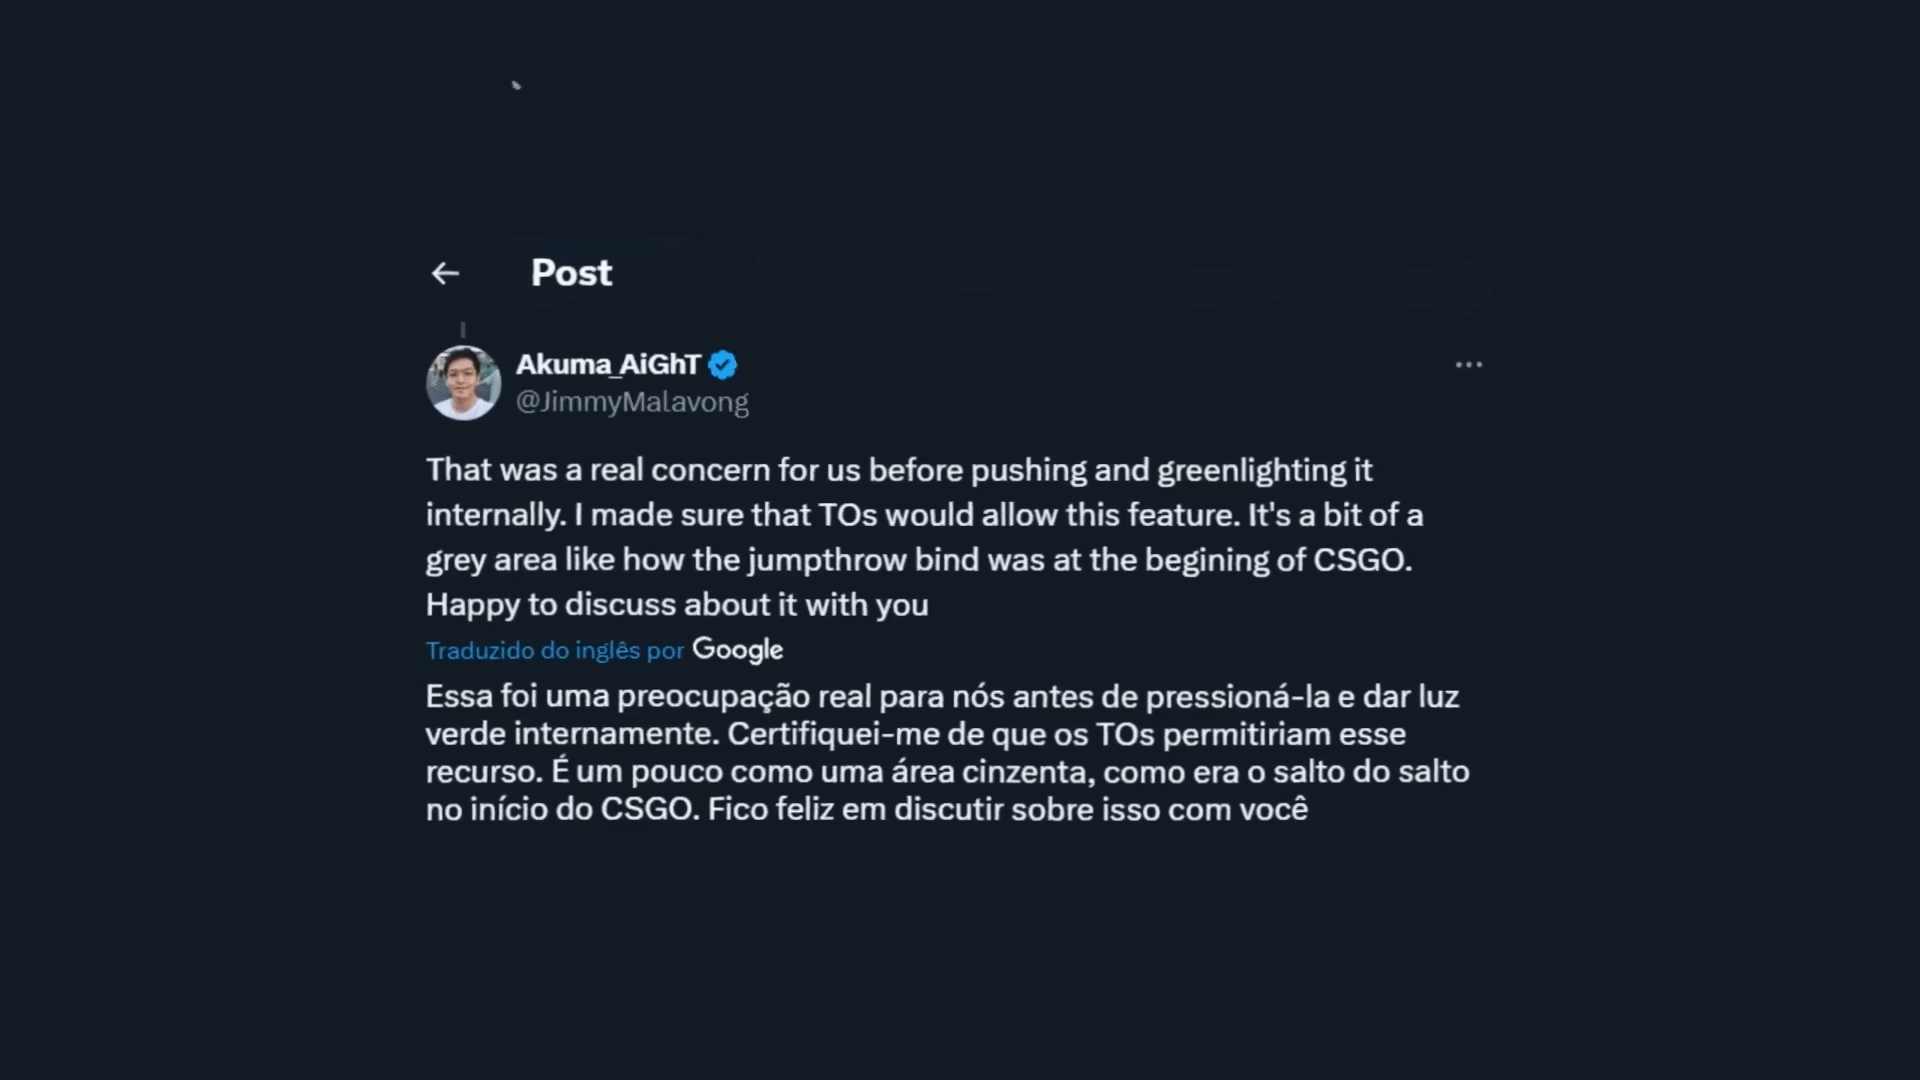 Post
Akuma_AiGhT
@JimmyMalavong
That was a real concern for us before pushing and greenlighting it
internally. I made sure that TOs would allow this feature. It's a bit of a
grey area like how the jumpthrow bind was at the begining of CSGO.
Happy to discuss about it with you
Traduzido do inglês por Google
Essa foi uma preocupação real para nós antes de pressioná-la e dar luz
verde internamente. Certifiquei-me de que os TOs permitiriam esse
recurso. É um pouco como uma área cinzenta, como era o salto do salto
no início do CSGO. Fico feliz em discutir sobre isso com você